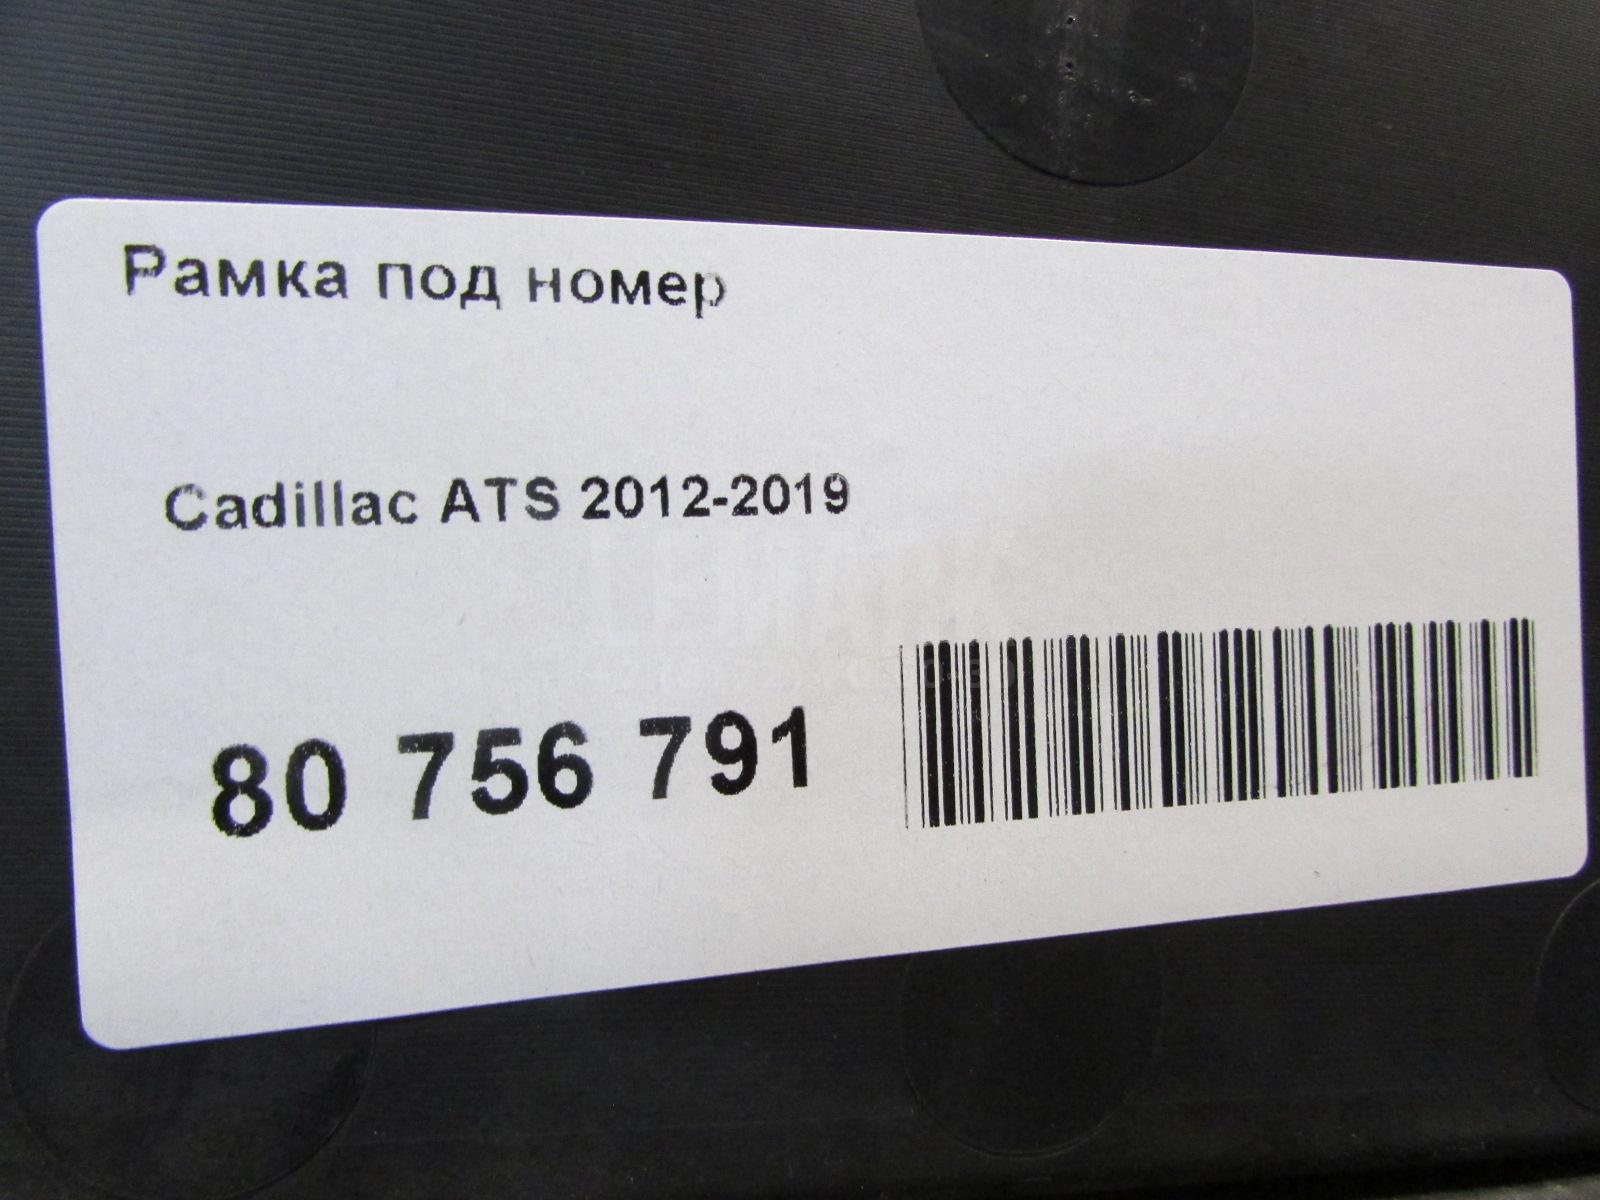 Рамка под номер
Cadillac ATS 2012-2019
80 756 791